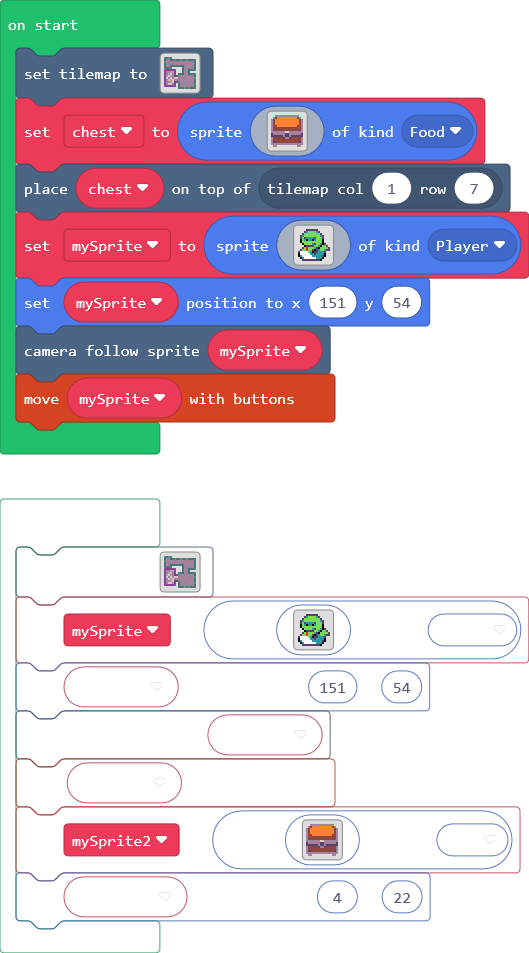 on start
set tilemap to
set chest to sprite of kind Food
place chest on top of tilemap col 1 row 7
set mySprite to sprite of kind Player
set mySprite position to x 151 y 54
camera follow sprite mySprite
move mySprite with buttons
mySprite
151 54
mySprite2
4 22